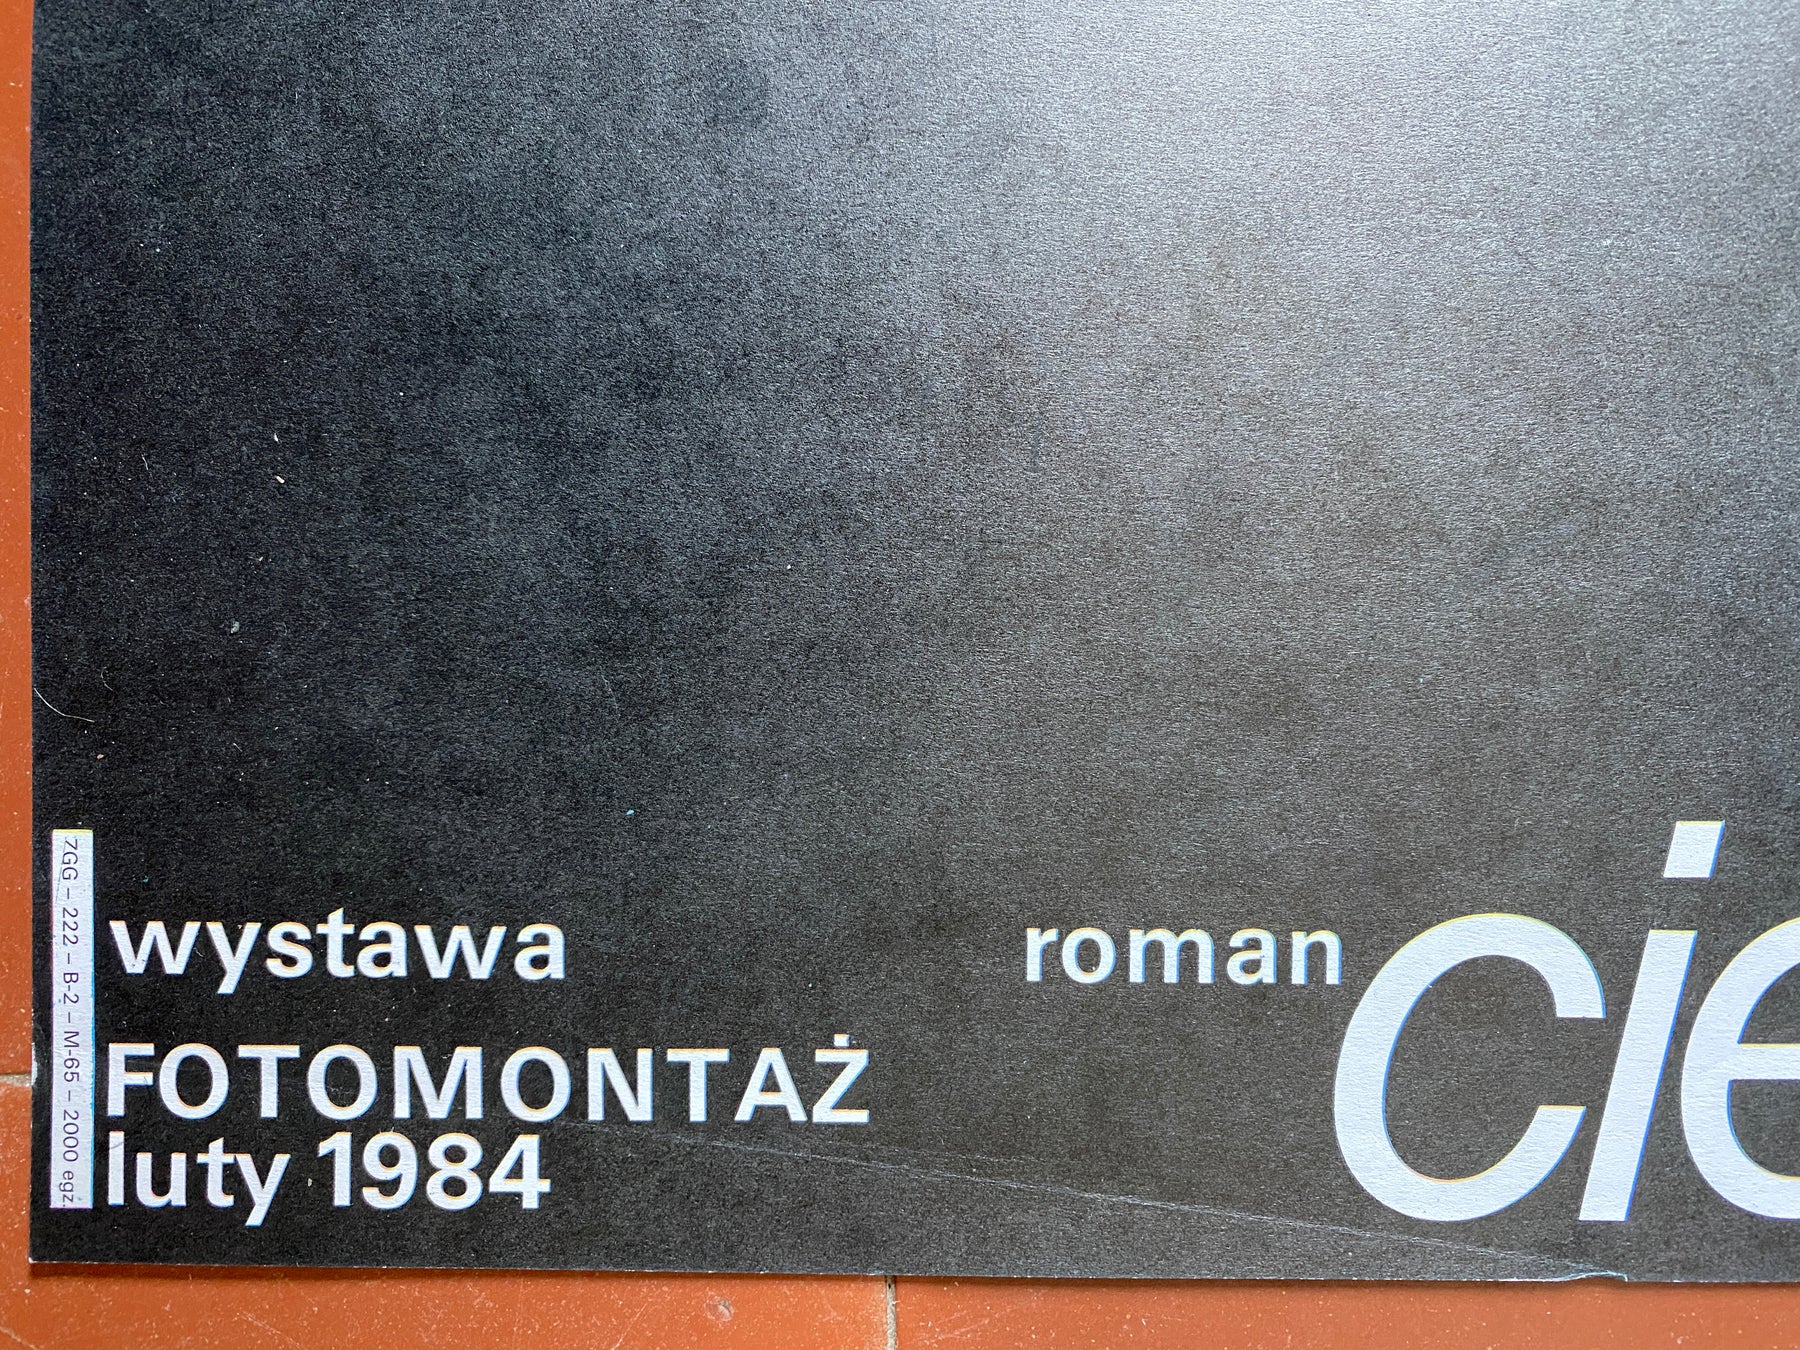 ZGG – 222 – B-2 – M-65 – 2000 egz.
wystawa
FOTOMONTAŻ
luty 1984
roman cie